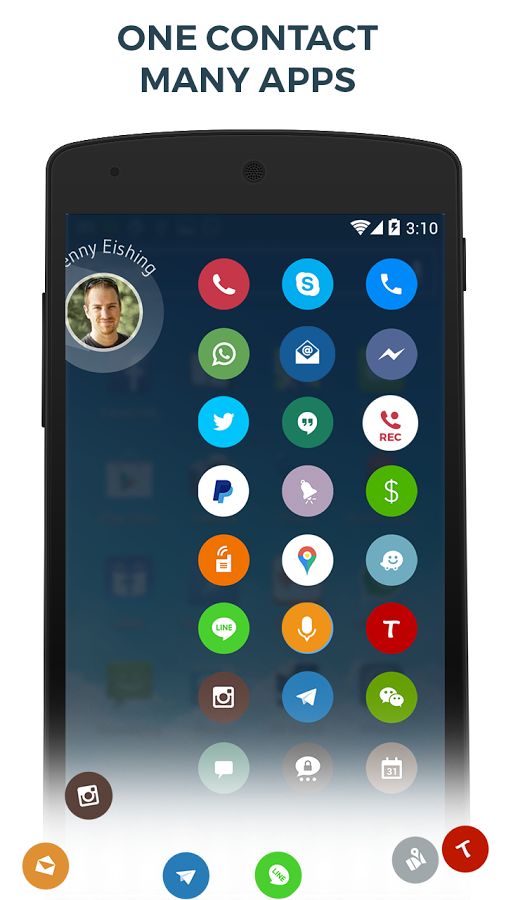 ONE CONTACT
MANY APPS
3:10
enny Eishing
REC
LINE
T
31
T
LINE